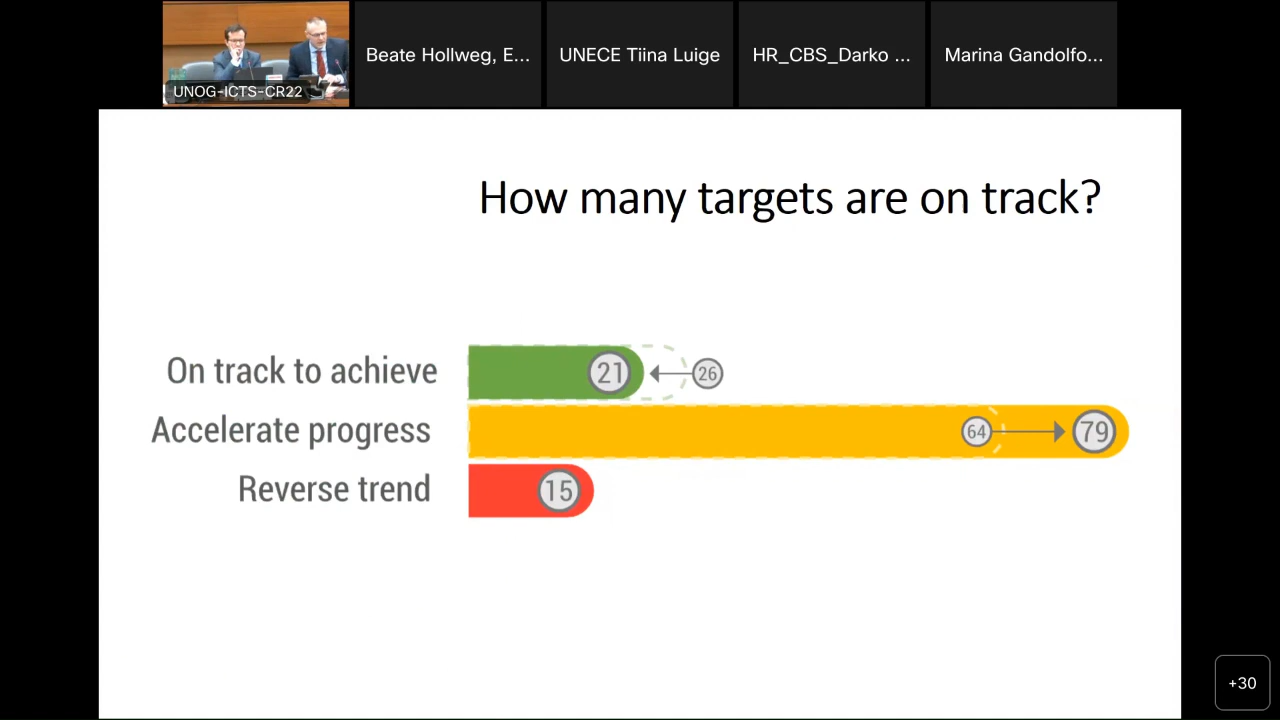 UNOG-ICTS-CR22
Beate Hollweg, E...
UNECE Tiina Luige
HR_CBS_Darko ...
Marina Gandolfo...
How many targets are on track?
On track to achieve
21
26
Accelerate progress
64
79
Reverse trend
15
+30